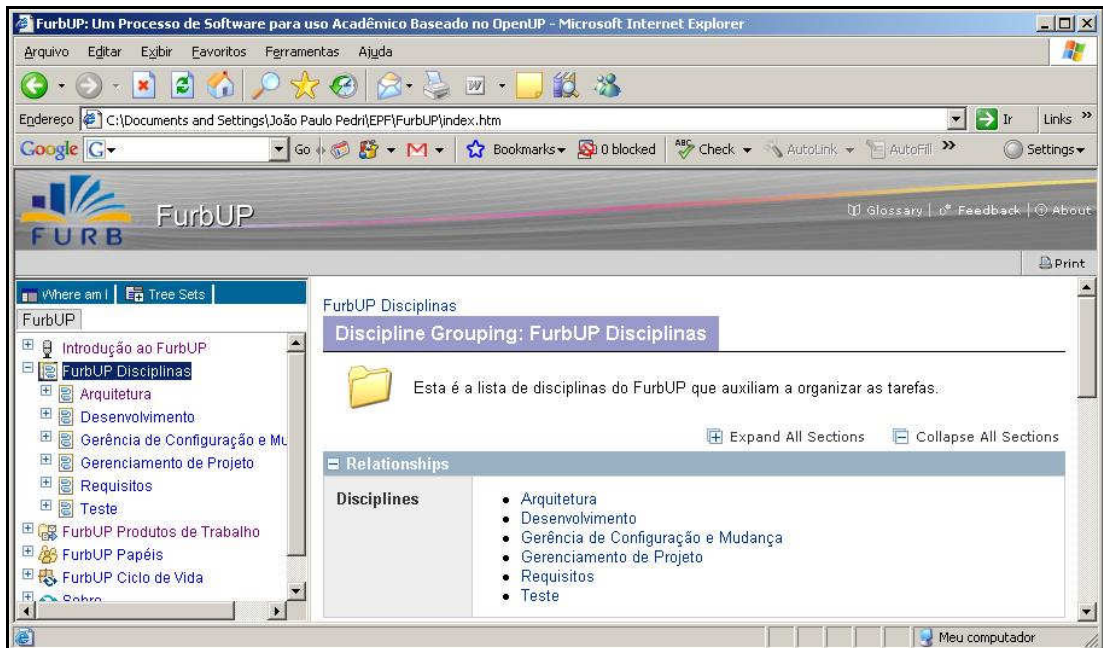 FurbUP: Um Processo de Software para uso Acadêmico Baseado no OpenUP - Microsoft Internet Explorer
Arquivo Editar Exibir Favoritos Ferramentas Ajuda
Endereço C:\Documents and Settings\João Paulo Pedri\EPF\FurbUP\index.htm Ir Links »
Google G Go Bookmarks 0 blocked ABC Check AutoLink AutoFill » Settings
FURB FurbUP Glossary | Feedback | About
Print
Where am I Tree Sets
FurbUP
Introdução ao FurbUP
FurbUP Disciplinas
Arquitetura
Desenvolvimento
Gerência de Configuração e Mu
Gerenciamento de Projeto
Requisitos
Teste
FurbUP Produtos de Trabalho
FurbUP Papéis
FurbUP Ciclo de Vida
Sobre
FurbUP Disciplinas
Discipline Grouping: FurbUP Disciplinas
Esta é a lista de disciplinas do FurbUP que auxiliam a organizar as tarefas.
Expand All Sections Collapse All Sections
Relationships
Disciplines
Arquitetura
Desenvolvimento
Gerência de Configuração e Mudança
Gerenciamento de Projeto
Requisitos
Teste
Meu computador